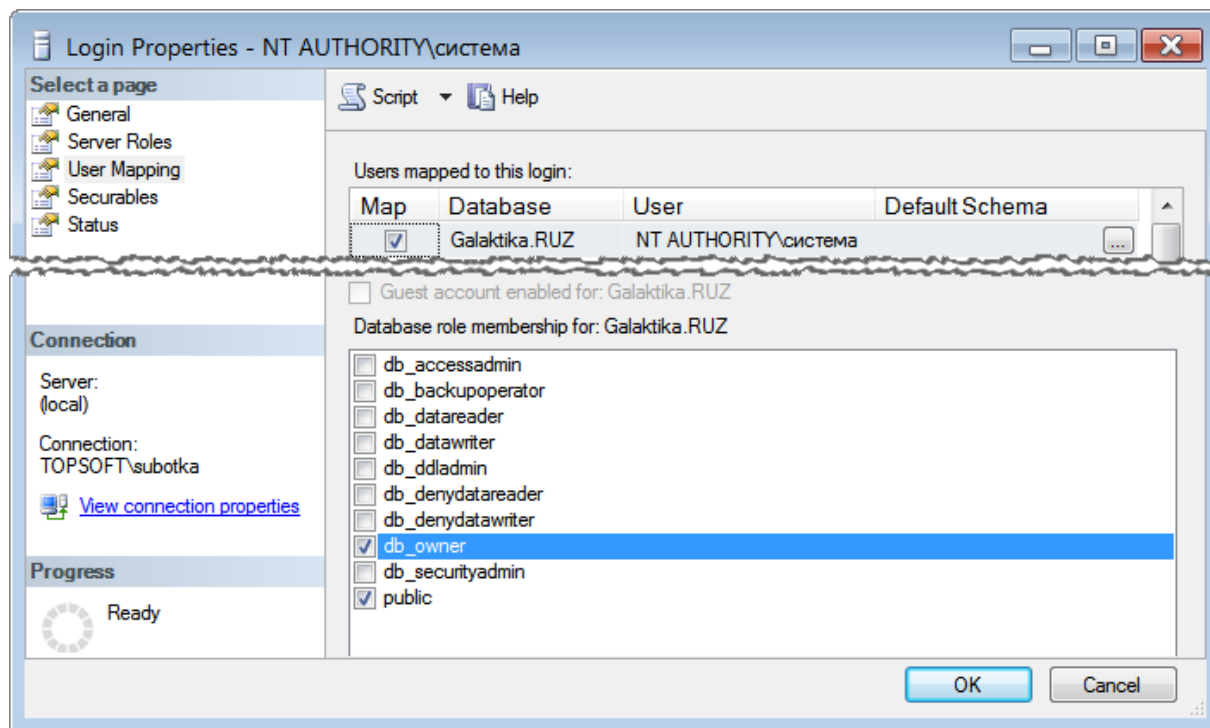 Login Properties - NT AUTHORITY\система
Select a page
General
Server Roles
User Mapping
Securables
Status
Script Help
Users mapped to this login:
Map Database User Default Schema
Galaktika.RUZ NT AUTHORITY\система ...
Guest account enabled for: Galaktika.RUZ
Database role membership for: Galaktika.RUZ
db_accessadmin
db_backupoperator
db_datareader
db_datawriter
db_ddladmin
db_denydatareader
db_denydatawriter
db_owner
db_securityadmin
public
Connection
Server:
(local)
Connection:
TOPSOFT\subotka
View connection properties
Progress
Ready
OK Cancel